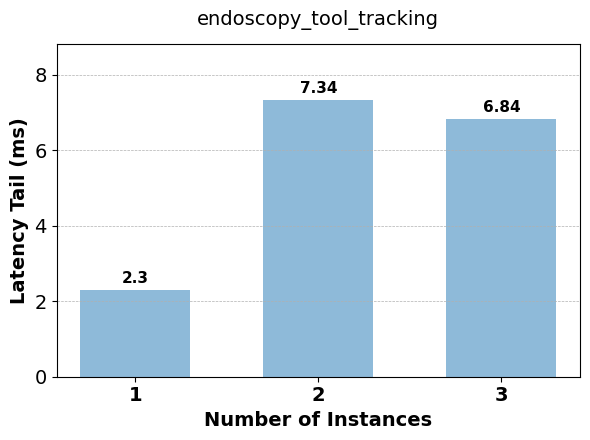 endoscopy_tool_tracking
Latency Tail (ms)
8
6
4
2
0
2.3
7.34
6.84
1 2 3
Number of Instances